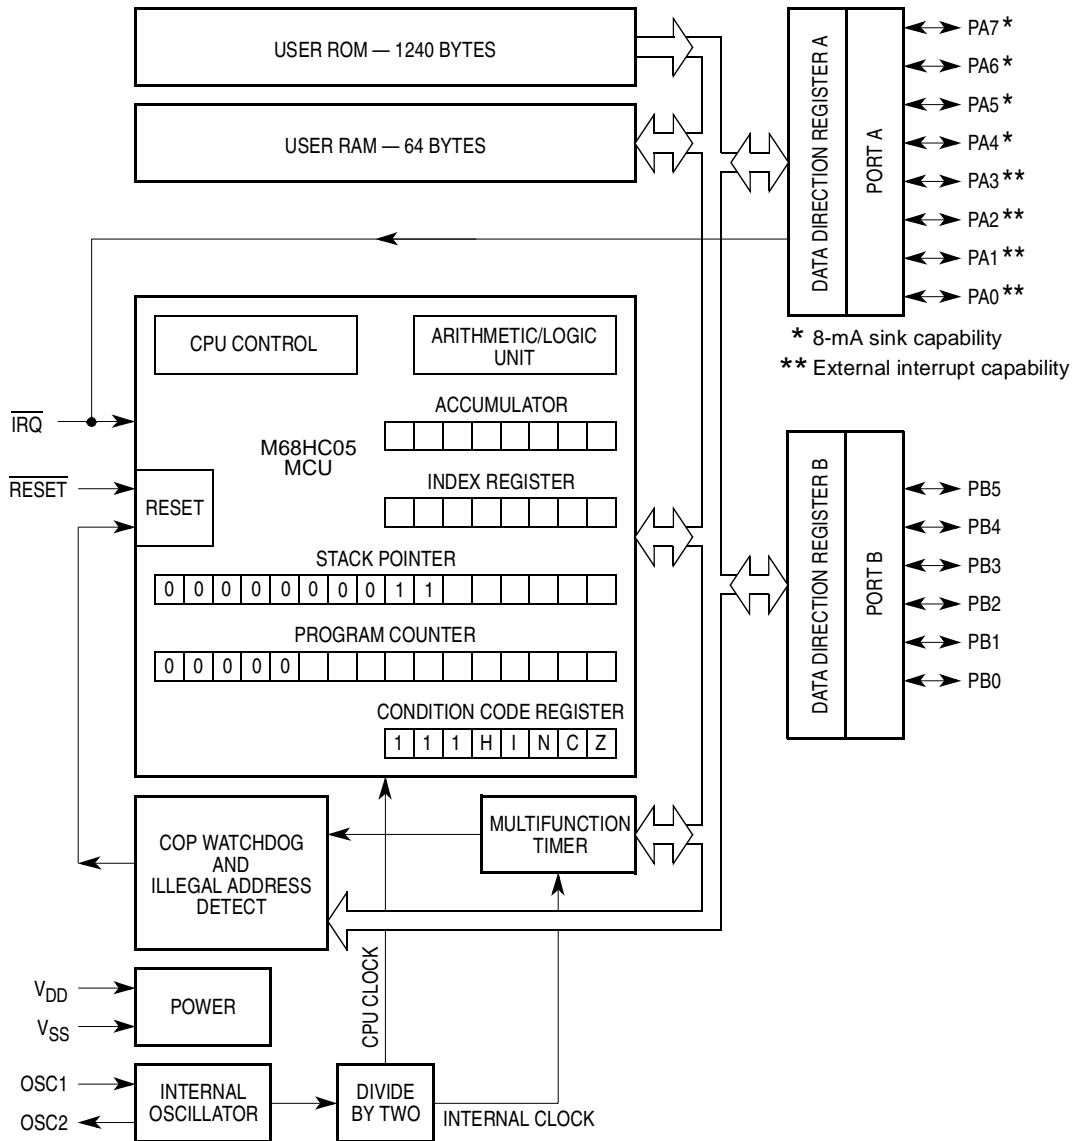 USER ROM — 1240 BYTES
USER RAM — 64 BYTES
DATA DIRECTION REGISTER A
PORT A
PA7 *
PA6 *
PA5 *
PA4 *
PA3 **
PA2 **
PA1 **
PA0 **
* 8-mA sink capability
** External interrupt capability
CPU CONTROL
ARITHMETIC/LOGIC
UNIT
ACCUMULATOR
IRQ
M68HC05
MCU
RESET
RESET
INDEX REGISTER
STACK POINTER
0 0 0 0 0 0 0 0 1 1
PROGRAM COUNTER
0 0 0 0 0
CONDITION CODE REGISTER
1 1 1 H I N C Z
DATA DIRECTION REGISTER B
PORT B
PB5
PB4
PB3
PB2
PB1
PB0
COP WATCHDOG
AND
ILLEGAL ADDRESS
DETECT
MULTIFUNCTION
TIMER
VDD
VSS
POWER
CPU CLOCK
OSC1
OSC2
INTERNAL
OSCILLATOR
DIVIDE
BY TWO
INTERNAL CLOCK